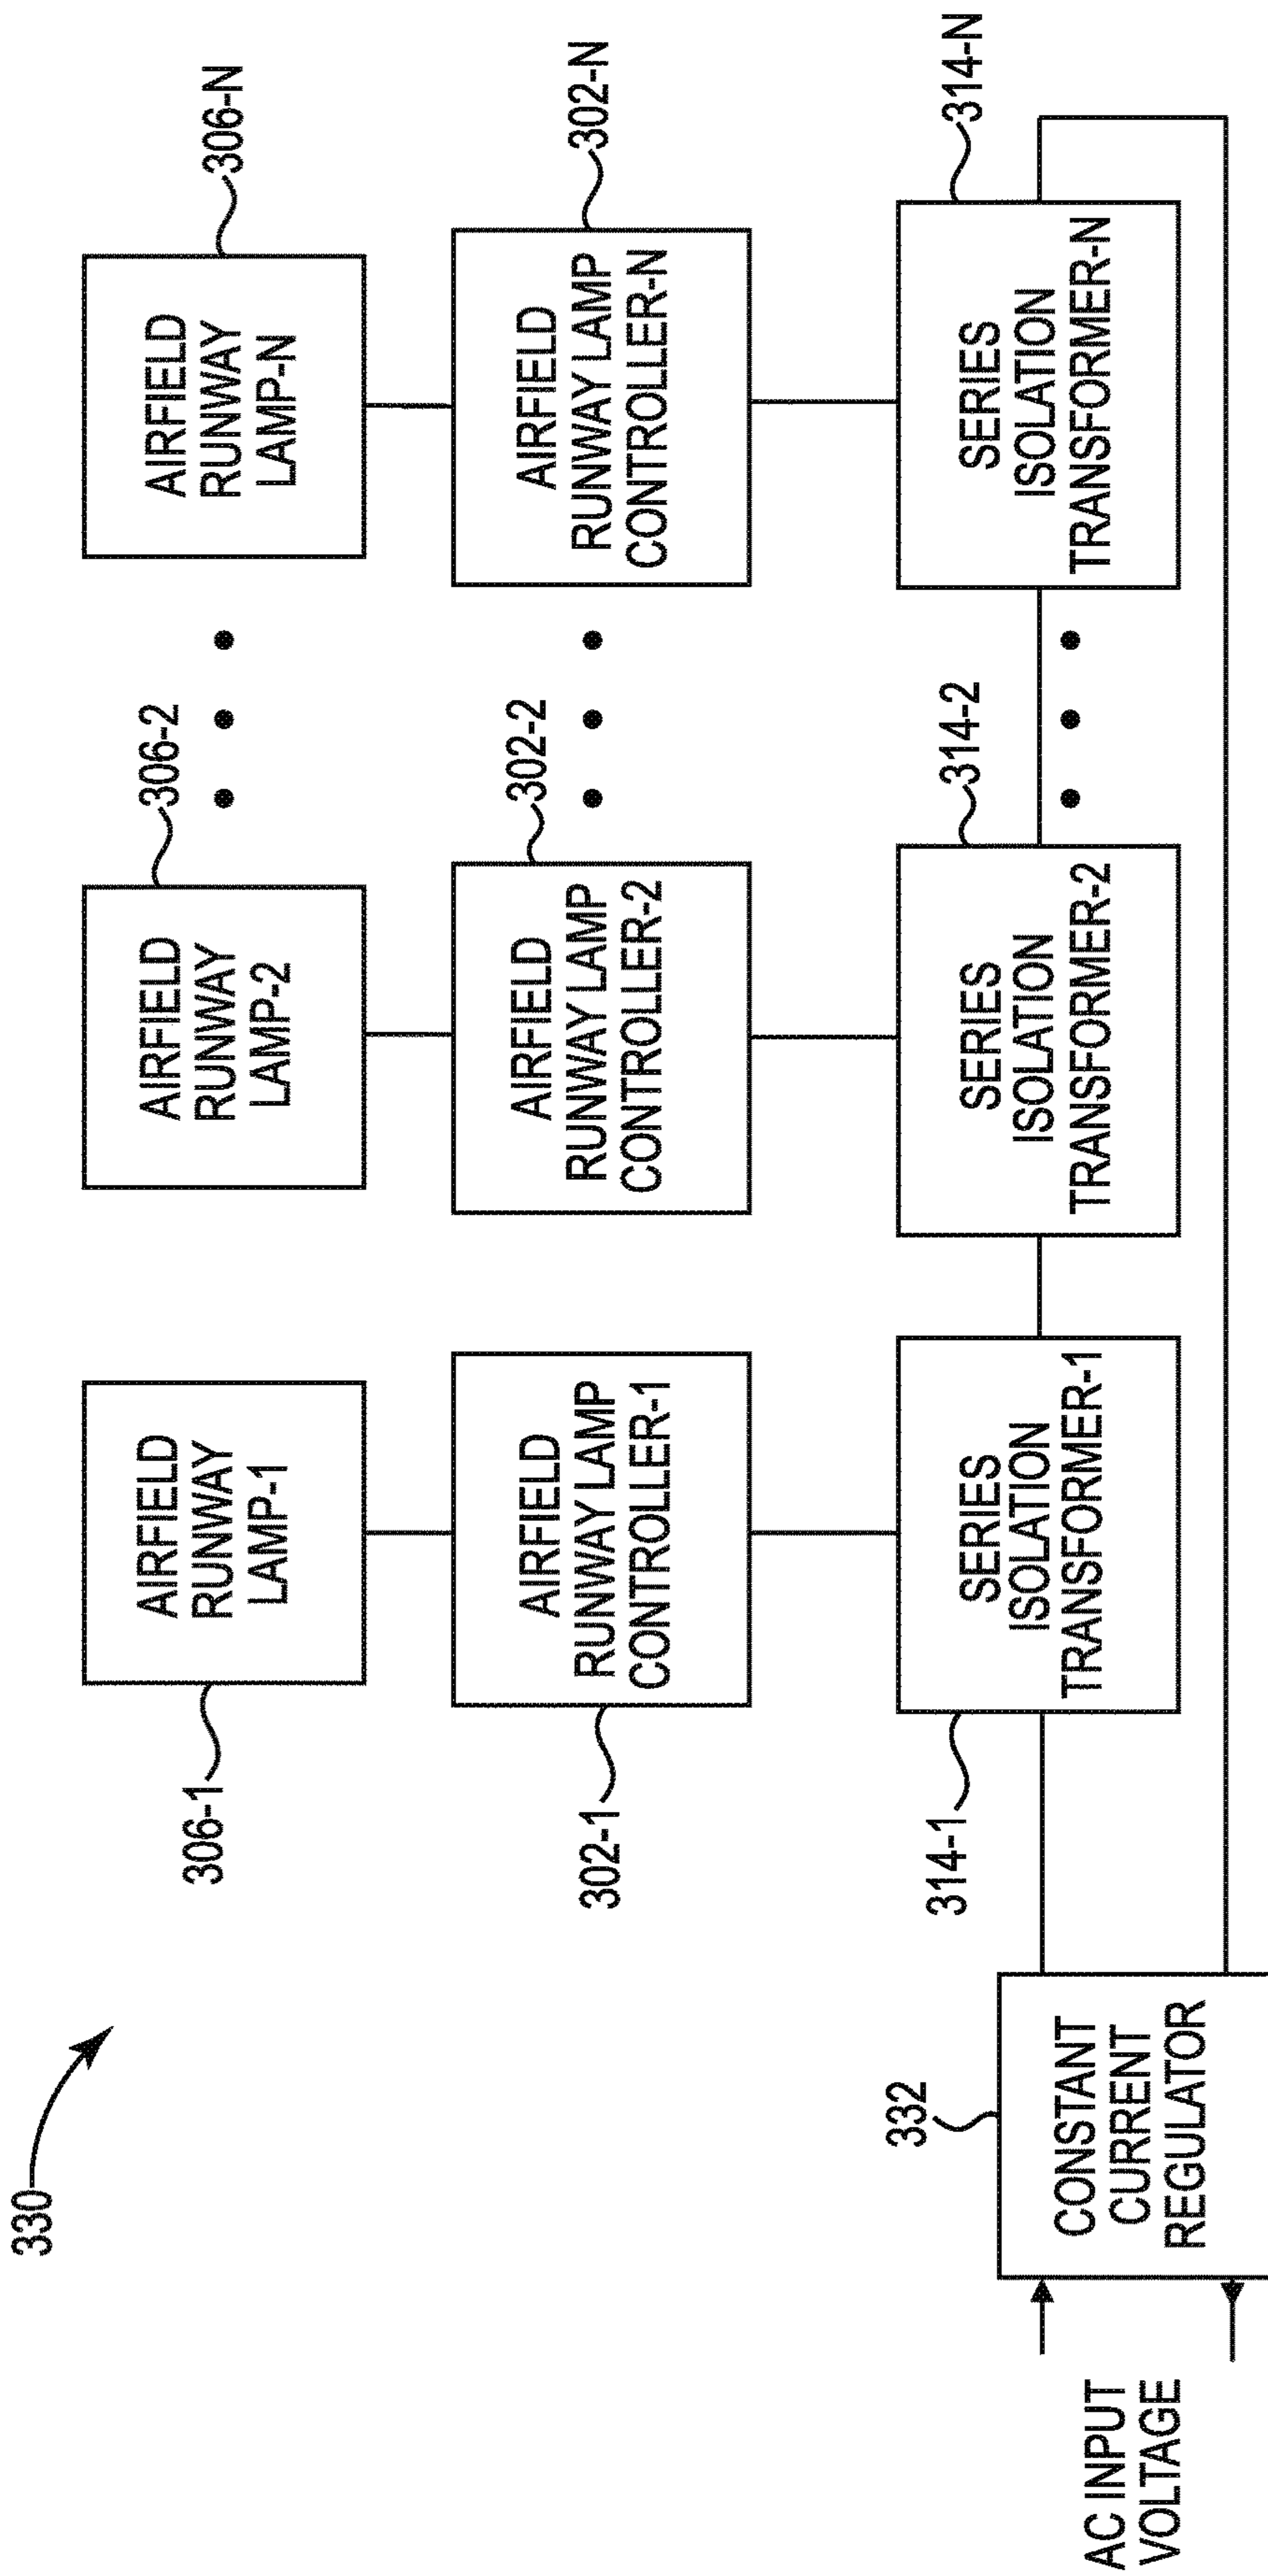 330
306-1
AIRFIELD
RUNWAY
LAMP-1
306-2
AIRFIELD
RUNWAY
LAMP-2
306-N
AIRFIELD
RUNWAY
LAMP-N
302-1
AIRFIELD
RUNWAY LAMP
CONTROLLER-1
302-2
AIRFIELD
RUNWAY LAMP
CONTROLLER-2
302-N
AIRFIELD
RUNWAY LAMP
CONTROLLER-N
314-1
SERIES
ISOLATION
TRANSFORMER-1
314-2
SERIES
ISOLATION
TRANSFORMER-2
314-N
SERIES
ISOLATION
TRANSFORMER-N
332
CONSTANT
CURRENT
REGULATOR
AC INPUT
VOLTAGE